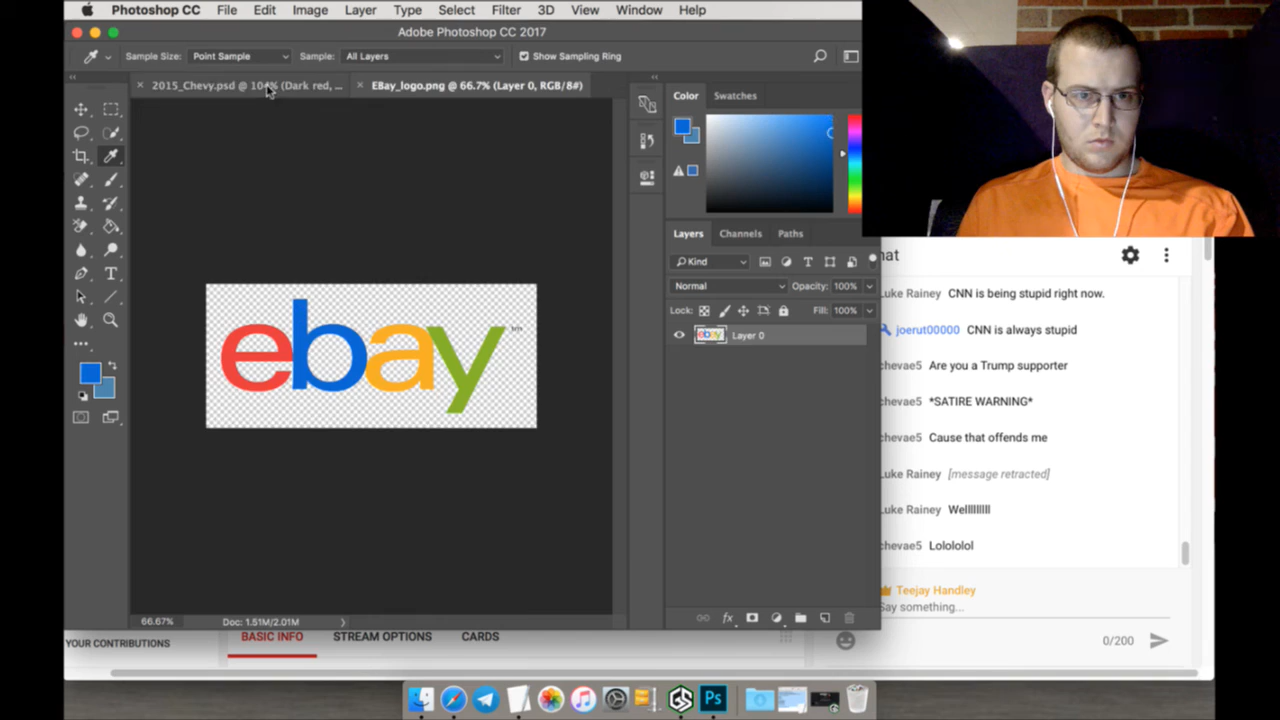 Photoshop CC File Edit Image Layer Type Select Filter 3D View Window Help
Adobe Photoshop CC 2017
Sample Size: Point Sample Sample: All Layers Show Sampling Ring
2015_Chevy.psd @ 104% (Dark red, ... EBay_logo.png @ 66.7% (Layer 0, RGB/8#)
Color Swatches
Layers Channels Paths
Kind
Normal Opacity: 100%
Lock: Fill: 100%
ebay Layer 0
ebay TM
66.67% Doc: 1.51M/2.01M
hat
Luke Rainey CNN is being stupid right now.
joerut00000 CNN is always stupid
chevae5 Are you a Trump supporter
chevae5 *SATIRE WARNING*
chevae5 Cause that offends me
Luke Rainey [message retracted]
Luke Rainey Welllllllll
chevae5 Lolololol
Teejay Handley
Say something...
0/200
YOUR CONTRIBUTIONS BASIC INFO STREAM OPTIONS CARDS
Ps